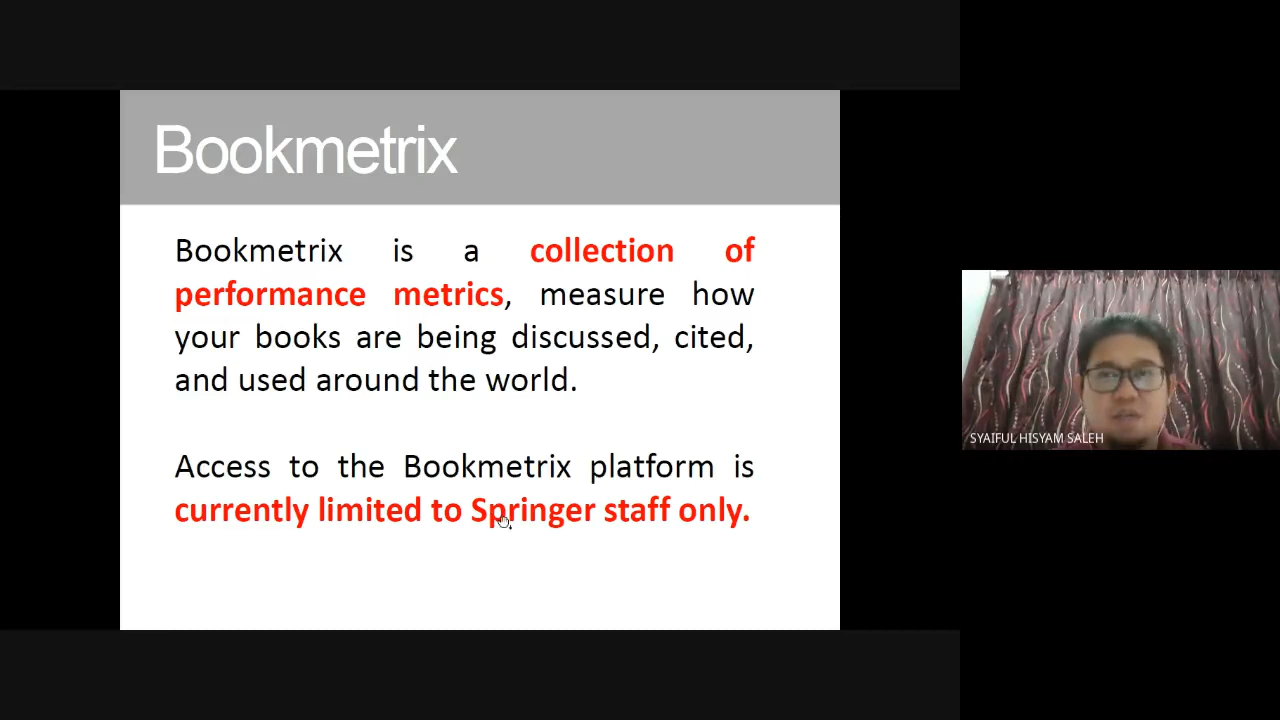 Bookmetrix
Bookmetrix is a collection of
performance metrics, measure how
your books are being discussed, cited,
and used around the world.
Access to the Bookmetrix platform is
currently limited to Springer staff only.
SYAIFUL HISYAM SALEH